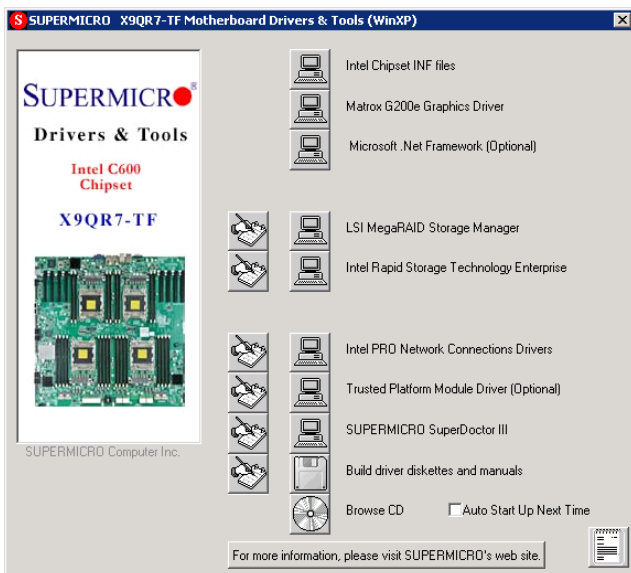 S SUPERMICRO X9QR7-TF Motherboard Drivers & Tools (WinXP)
SUPERMICR®
Drivers & Tools
Intel C600
Chipset
X9QR7-TF
SUPERMICRO Computer Inc.
Intel Chipset INF files
Matrox G200e Graphics Driver
Microsoft .Net Framework (Optional)
LSI MegaRAID Storage Manager
Intel Rapid Storage Technology Enterprise
Intel PRO Network Connections Drivers
Trusted Platform Module Driver (Optional)
SUPERMICRO SuperDoctor III
Build driver diskettes and manuals
Browse CD
Auto Start Up Next Time
For more information, please visit SUPERMICRO's web site.